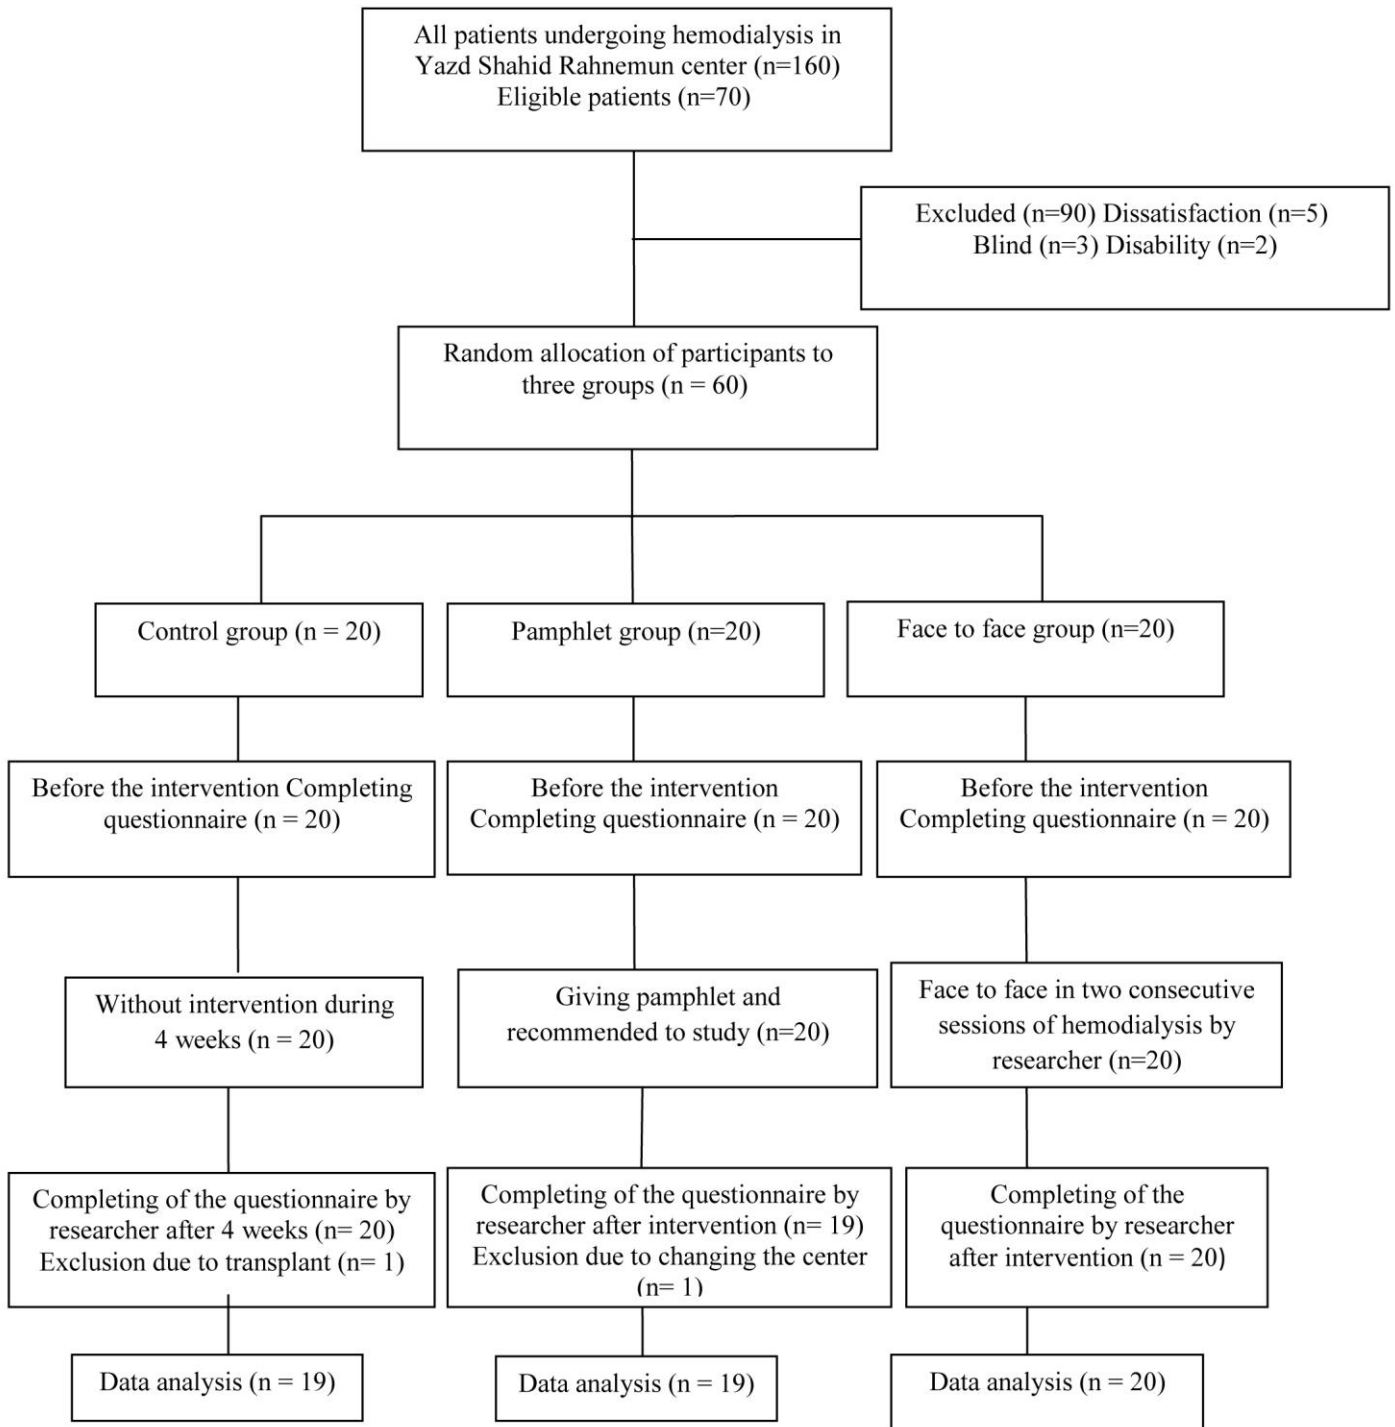 All patients undergoing hemodialysis in
Yazd Shahid Rahnemun center (n=160)
Eligible patients (n=70)
Excluded (n=90) Dissatisfaction (n=5)
Blind (n=3) Disability (n=2)
Random allocation of participants to
three groups (n = 60)
Control group (n = 20)
Pamphlet group (n=20)
Face to face group (n=20)
Before the intervention Completing
questionnaire (n = 20)
Before the intervention
Completing questionnaire (n = 20)
Before the intervention
Completing questionnaire (n = 20)
Without intervention during
4 weeks (n = 20)
Giving pamphlet and
recommended to study (n=20)
Face to face in two consecutive
sessions of hemodialysis by
researcher (n=20)
Completing of the questionnaire by
researcher after 4 weeks (n= 20)
Exclusion due to transplant (n= 1)
Completing of the questionnaire by
researcher after intervention (n= 19)
Exclusion due to changing the center
(n= 1)
Completing of the
questionnaire by researcher
after intervention (n = 20)
Data analysis (n = 19)
Data analysis (n = 19)
Data analysis (n = 20)